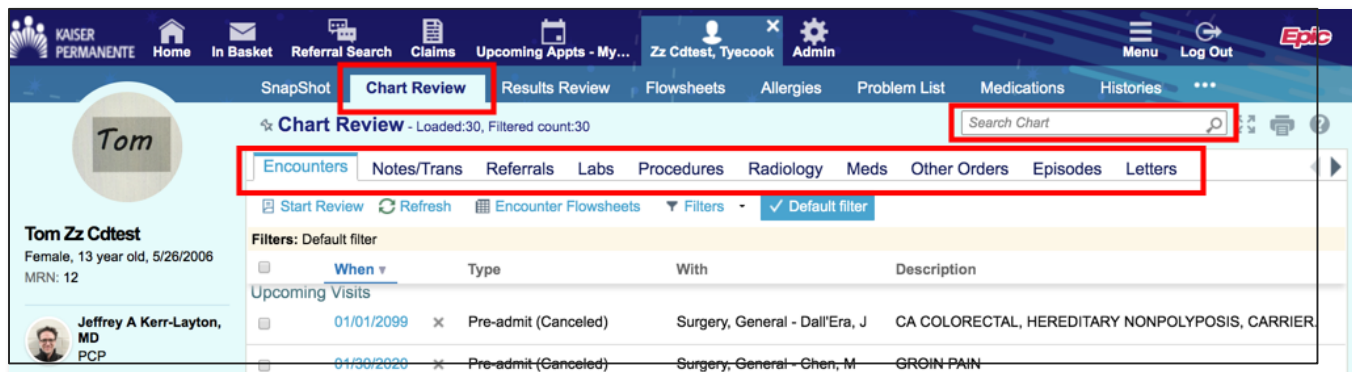 KAISER PERMANENTE
Home
In Basket
Referral Search
Claims
Upcoming Appts - My...
Zz Cdtest, Tyecook
Admin
Menu
Log Out
Epic
SnapShot
Chart Review
Results Review
Flowsheets
Allergies
Problem List
Medications
Histories
Tom
Chart Review - Loaded:30, Filtered count:30
Search Chart
Encounters
Notes/Trans
Referrals
Labs
Procedures
Radiology
Meds
Other Orders
Episodes
Letters
Start Review
Refresh
Encounter Flowsheets
Filters
Default filter
Tom Zz Cdtest
Female, 13 year old, 5/26/2006
MRN: 12
Jeffrey A Kerr-Layton, MD
PCP
Filters: Default filter
When Type With Description
Upcoming Visits
01/01/2099 Pre-admit (Canceled) Surgery, General - Dall'Era, J CA COLORECTAL, HEREDITARY NONPOLYPOSIS, CARRIER.
01/30/2020 Pre-admit (Canceled) Surgery, General - Chen, M GROIN PAIN